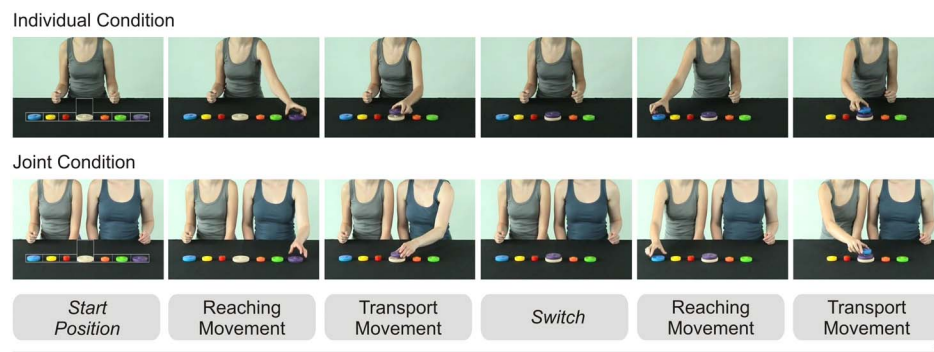 Individual Condition
Joint Condition
Start
Position
Reaching
Movement
Transport
Movement
Switch
Reaching
Movement
Transport
Movement